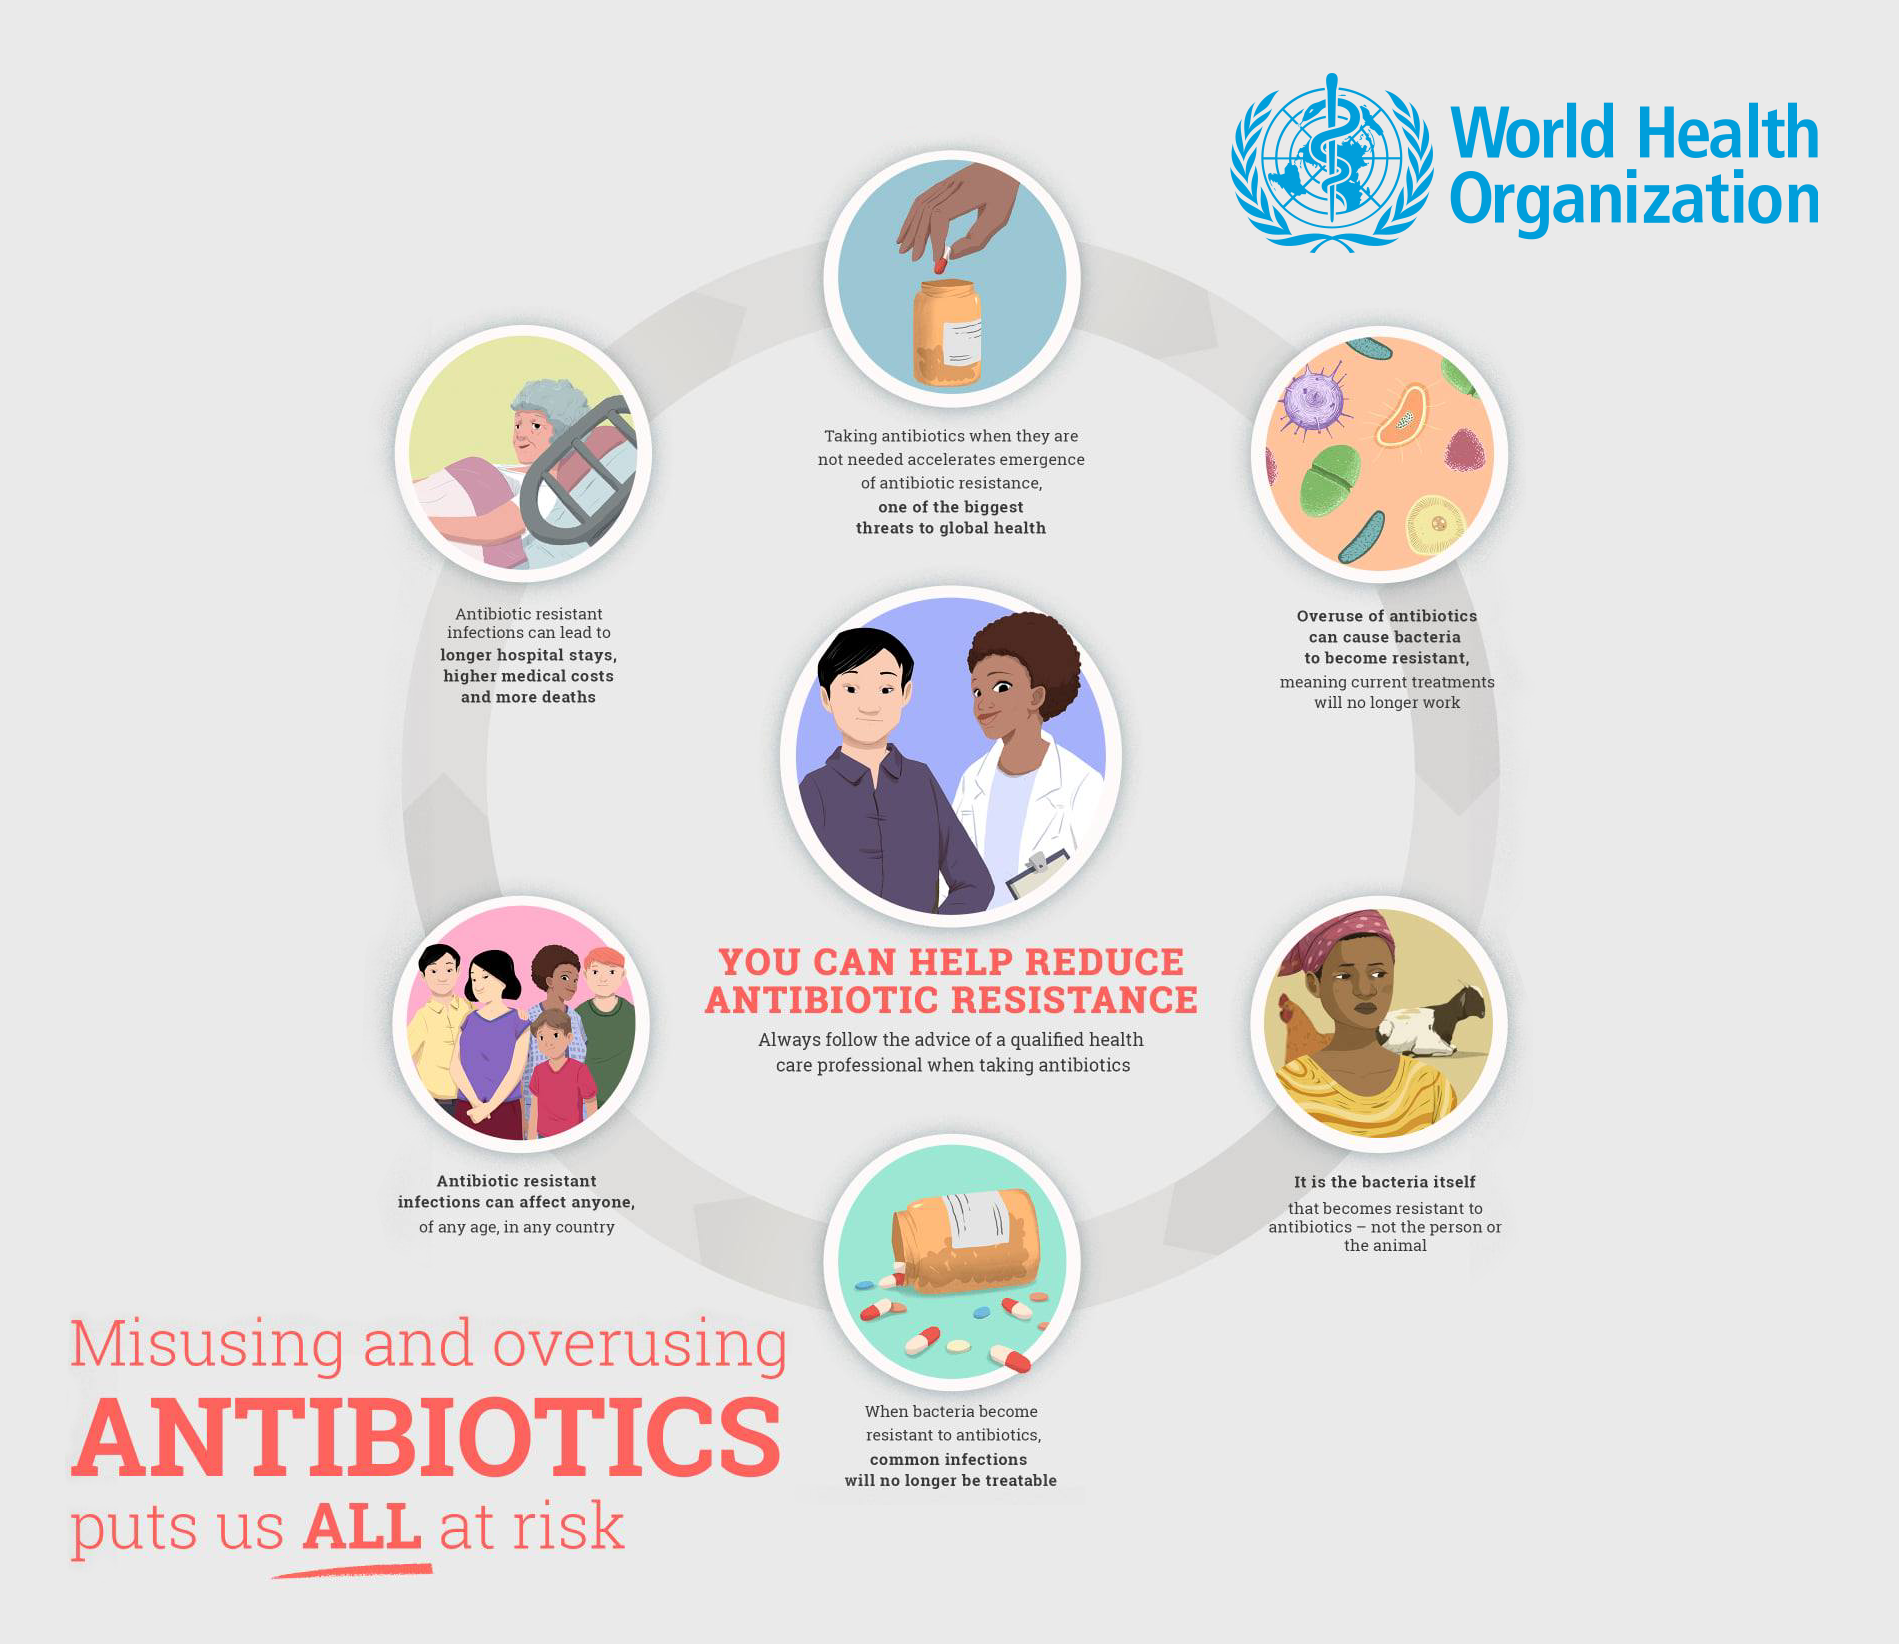 World Health
Organization
Taking antibiotics when they are
not needed accelerates emergence
of antibiotic resistance,
one of the biggest
threats to global health
Overuse of antibiotics
can cause bacteria
to become resistant,
meaning current treatments
will no longer work
It is the bacteria itself
that becomes resistant to
antibiotics – not the person or
the animal
When bacteria become
resistant to antibiotics,
common infections
will no longer be treatable
Antibiotic resistant
infections can affect anyone,
of any age, in any country
Antibiotic resistant
infections can lead to
longer hospital stays,
higher medical costs
and more deaths
YOU CAN HELP REDUCE
ANTIBIOTIC RESISTANCE
Always follow the advice of a qualified health
care professional when taking antibiotics
Misusing and overusing
ANTIBIOTICS
puts us ALL at risk